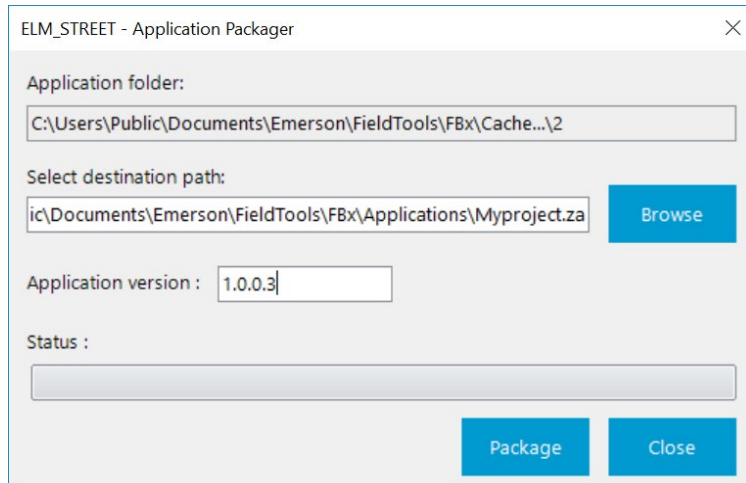 ELM_STREET - Application Packager
Application folder:
C:\Users\Public\Documents\Emerson\FieldTools\FBx\Cache...\2
Select destination path:
ic\Documents\Emerson\FieldTools\FBx\Applications\Myproject.za
Browse
Application version :
1.0.0.3
Status :
Package
Close